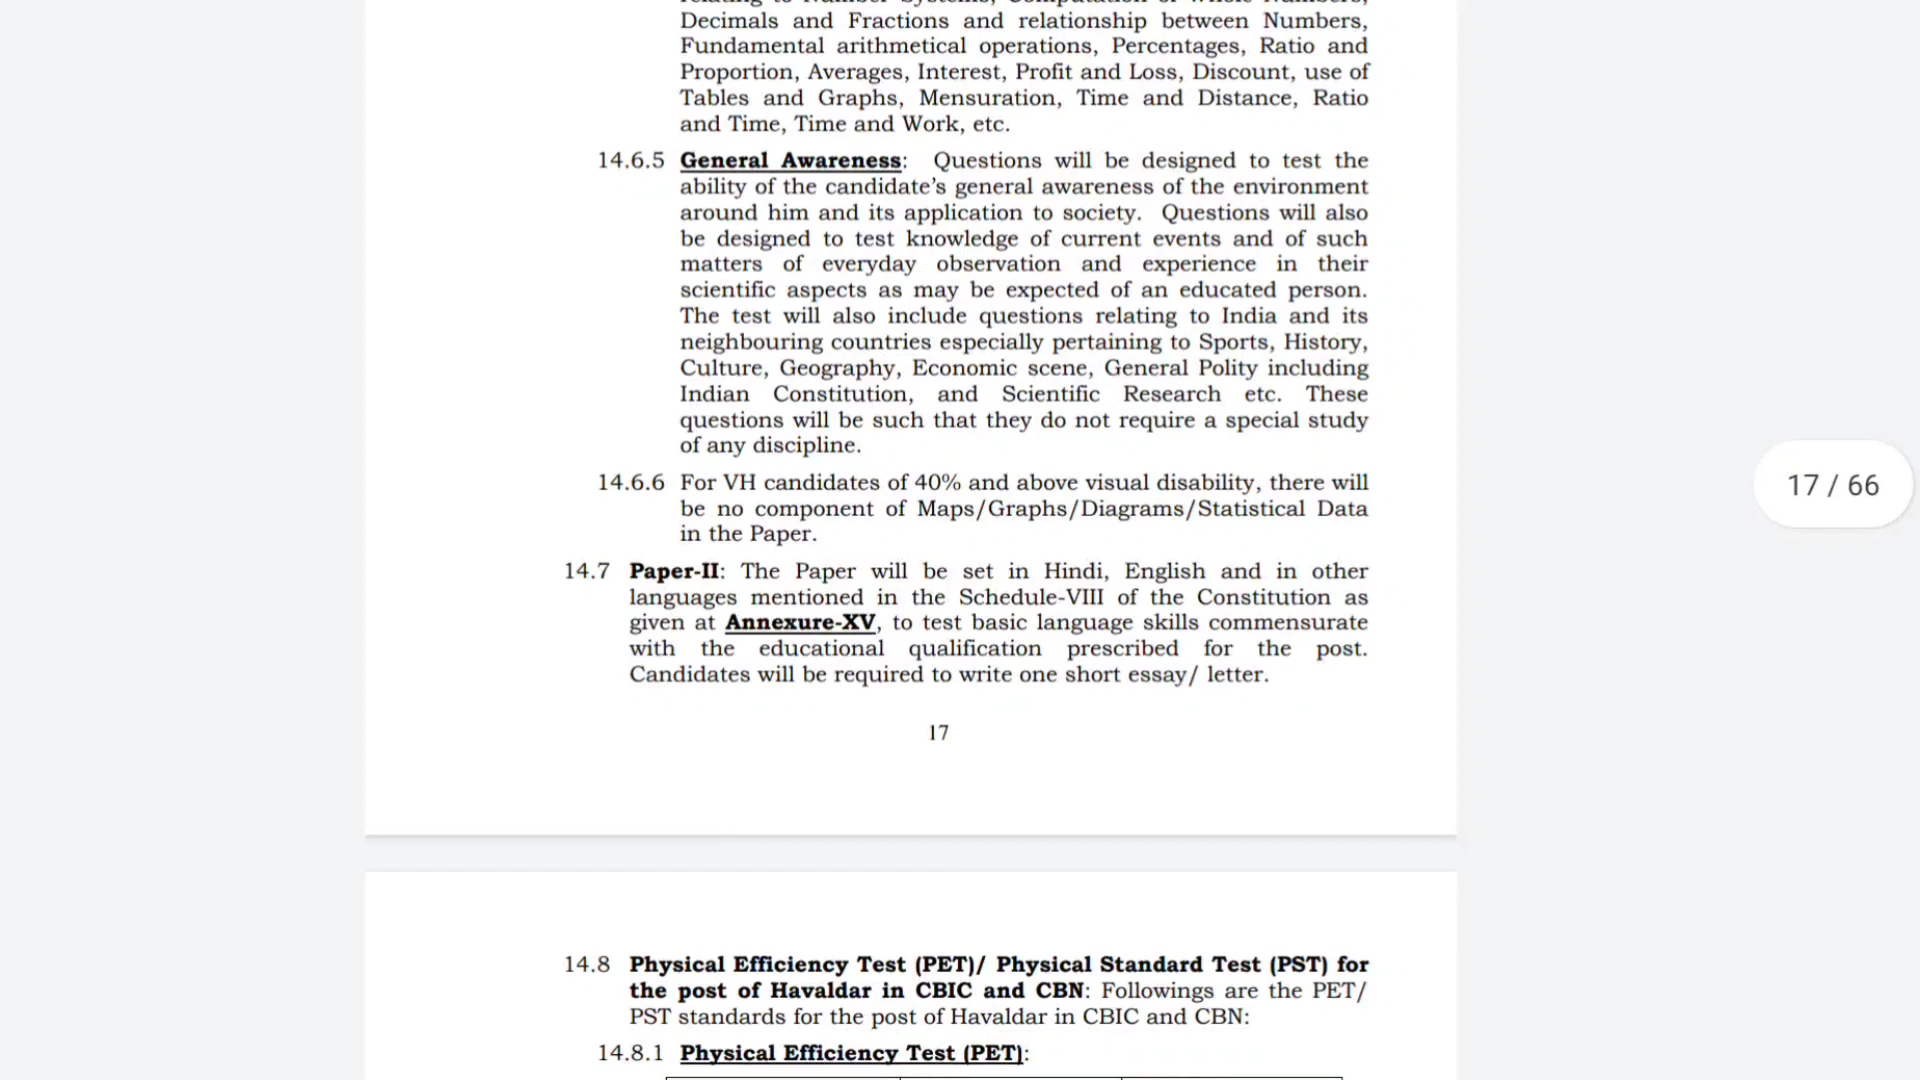 relating to Number Systems, Computation of Whole Numbers,
Decimals and Fractions and relationship between Numbers,
Fundamental arithmetical operations, Percentages, Ratio and
Proportion, Averages, Interest, Profit and Loss, Discount, use of
Tables and Graphs, Mensuration, Time and Distance, Ratio
and Time, Time and Work, etc.
14.6.5 General Awareness: Questions will be designed to test the
ability of the candidate’s general awareness of the environment
around him and its application to society. Questions will also
be designed to test knowledge of current events and of such
matters of everyday observation and experience in their
scientific aspects as may be expected of an educated person.
The test will also include questions relating to India and its
neighbouring countries especially pertaining to Sports, History,
Culture, Geography, Economic scene, General Polity including
Indian Constitution, and Scientific Research etc. These
questions will be such that they do not require a special study
of any discipline.
14.6.6 For VH candidates of 40% and above visual disability, there will
be no component of Maps/Graphs/Diagrams/Statistical Data
in the Paper.
14.7 Paper-II: The Paper will be set in Hindi, English and in other
languages mentioned in the Schedule-VIII of the Constitution as
given at Annexure-XV, to test basic language skills commensurate
with the educational qualification prescribed for the post.
Candidates will be required to write one short essay/ letter.
17
17 / 66
14.8 Physical Efficiency Test (PET)/ Physical Standard Test (PST) for
the post of Havaldar in CBIC and CBN: Followings are the PET/
PST standards for the post of Havaldar in CBIC and CBN:
14.8.1 Physical Efficiency Test (PET):